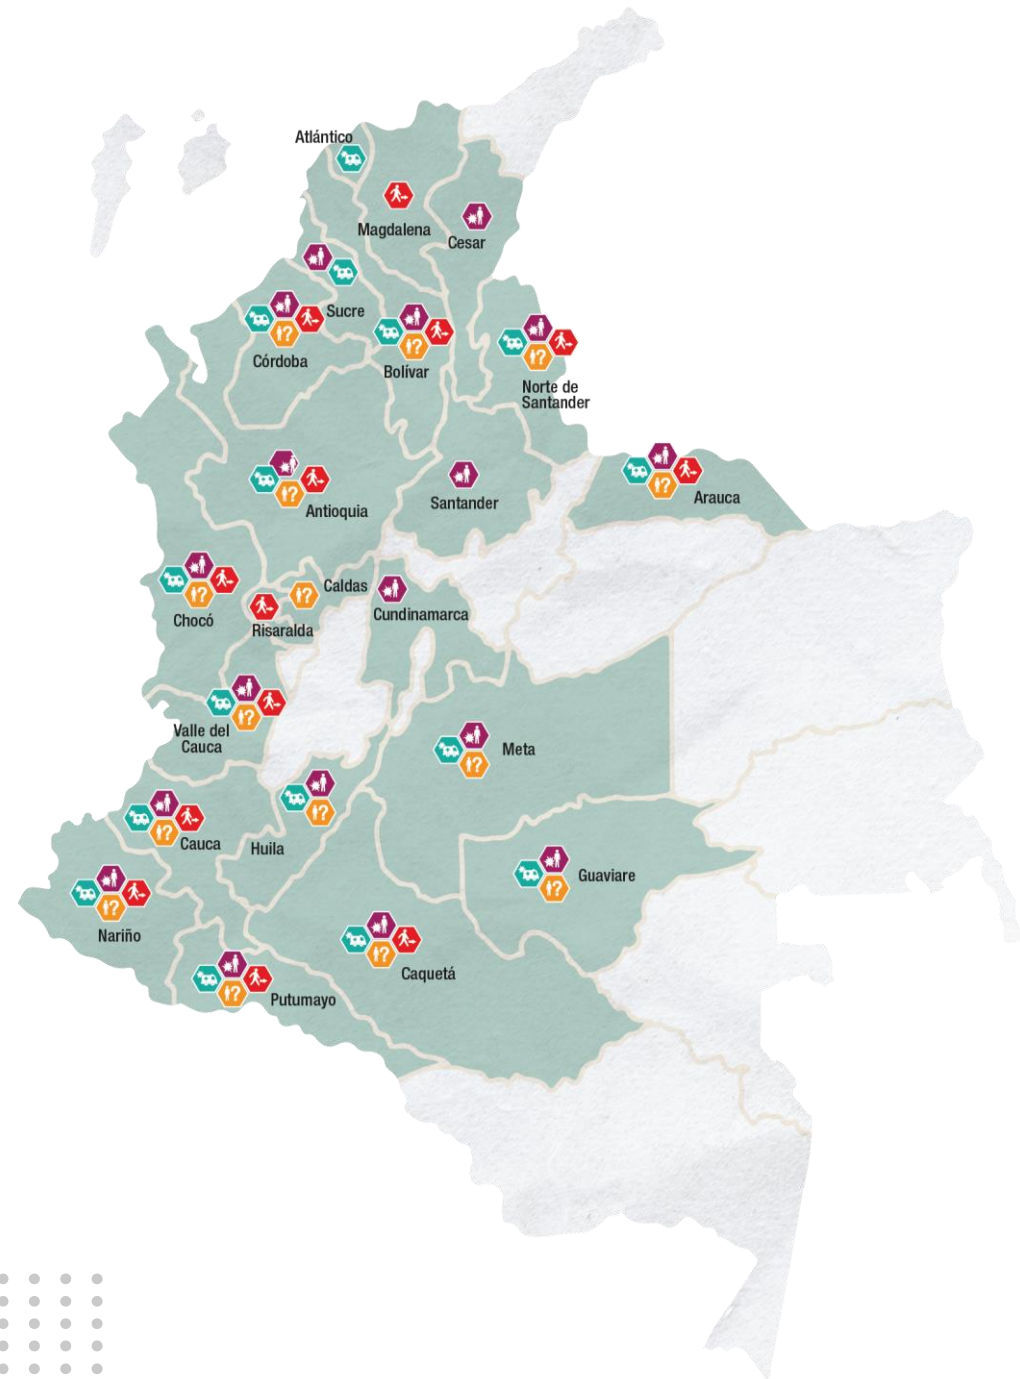 Atlántico
Magdalena
Cesar
Sucre
Córdoba
Bolívar
Norte de
Santander
Antioquia
Santander
Arauca
Chocó
Caldas
Risaralda
Cundinamarca
Valle del
Cauca
Meta
Cauca
Huila
Guaviare
Nariño
Caquetá
Putumayo